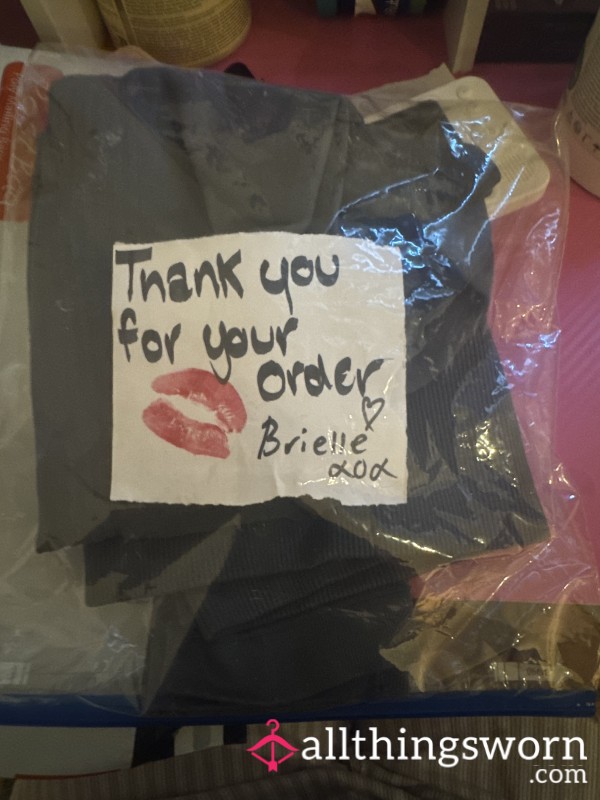 Thank you
for your
order
♡
Brielle
xox
allthingsworn
.com